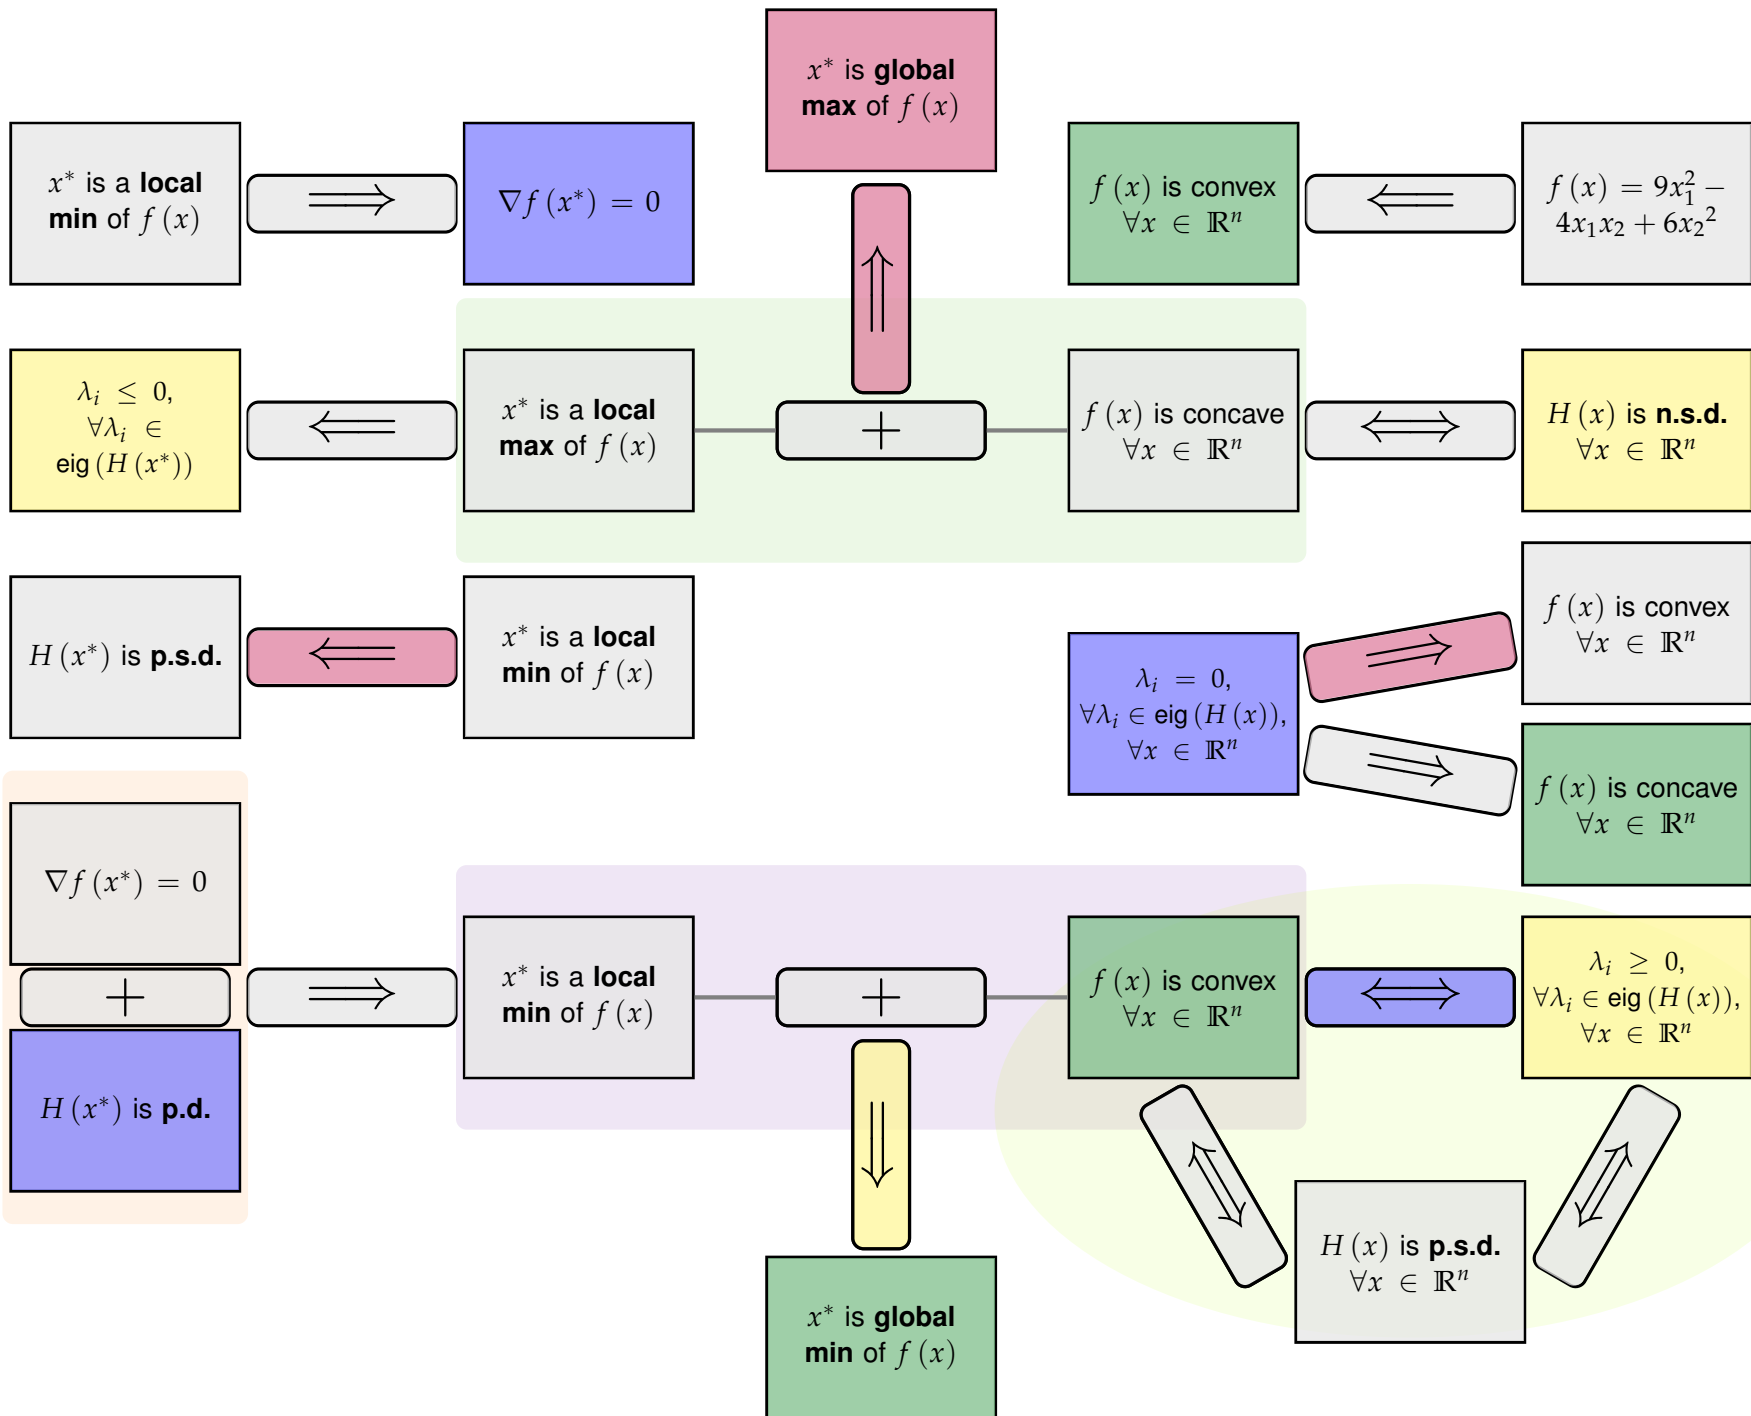 x* is global
max of f (x)
x* is a local
min of f (x)
⟹
∇f (x*) = 0
f (x) is convex
∀x ∈ ℝⁿ
⟸
f (x) = 9x₁² −
4x₁x₂ + 6x₂²
⇑
λᵢ ≤ 0,
∀λᵢ ∈
eig (H (x*))
⟸
x* is a local
max of f (x)
+
f (x) is concave
∀x ∈ ℝⁿ
⟺
H (x) is n.s.d.
∀x ∈ ℝⁿ
H (x*) is p.s.d.
⟸
x* is a local
min of f (x)
λᵢ = 0,
∀λᵢ ∈ eig (H (x)),
∀x ∈ ℝⁿ
⟹
f (x) is convex
∀x ∈ ℝⁿ
⟹
f (x) is concave
∀x ∈ ℝⁿ
∇f (x*) = 0
+
H (x*) is p.d.
⟹
x* is a local
min of f (x)
+
f (x) is convex
∀x ∈ ℝⁿ
⟺
λᵢ ≥ 0,
∀λᵢ ∈ eig (H (x)),
∀x ∈ ℝⁿ
⇓
⟺
⟺
H (x) is p.s.d.
∀x ∈ ℝⁿ
x* is global
min of f (x)